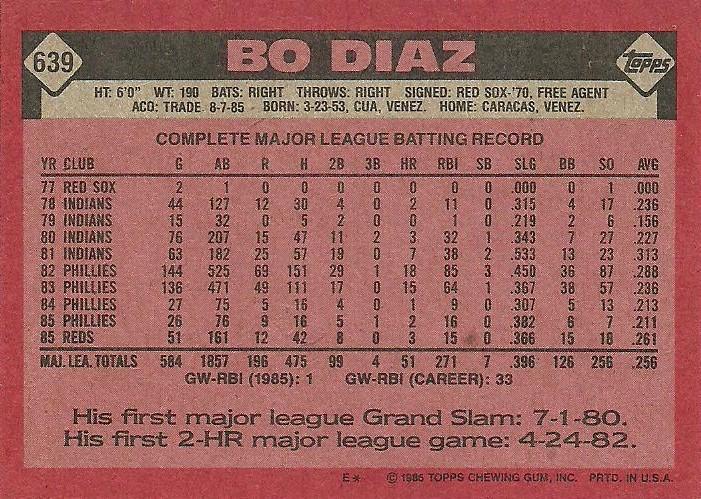 639 BO DIAZ Topps
HT: 6'0" WT: 190 BATS: RIGHT THROWS: RIGHT SIGNED: RED SOX-'70, FREE AGENT
ACQ: TRADE 8-7-85 - BORN: 3-23-53, CUA, VENEZ. HOME: CARACAS, VENEZ.
COMPLETE MAJOR LEAGUE BATTING RECORD
YR CLUB G AB R H 2B 3B HR RBI SB SLG BB SO AVG
77 RED SOX 2 1 0 0 0 0 0 0 0 .000 0 1 .000
78 INDIANS 44 127 12 30 4 0 2 11 0 .315 4 17 .236
79 INDIANS 15 32 0 5 2 0 0 1 0 .219 2 6 .156
80 INDIANS 76 207 15 47 11 2 3 32 1 .343 7 27 .227
81 INDIANS 63 182 25 57 19 0 7 38 2 .533 13 23 .313
82 PHILLIES 144 525 69 151 29 1 18 85 3 .450 36 87 .288
83 PHILLIES 136 471 49 111 17 0 15 64 1 .367 38 57 .236
84 PHILLIES 27 75 5 16 4 0 1 9 0 .307 5 13 .213
85 PHILLIES 26 76 9 16 5 1 2 16 0 .382 6 7 .211
85 REDS 51 161 12 42 8 0 3 15 0 .366 15 18 .261
MAJ. LEA. TOTALS 584 1857 196 475 99 4 51 271 7 .396 126 256 .256
GW-RBI (1985): 1 GW-RBI (CAREER): 33
His first major league Grand Slam: 7-1-80.
His first 2-HR major league game: 4-24-82.
E* © 1986 TOPPS CHEWING GUM, INC. PRTD. IN U.S.A.